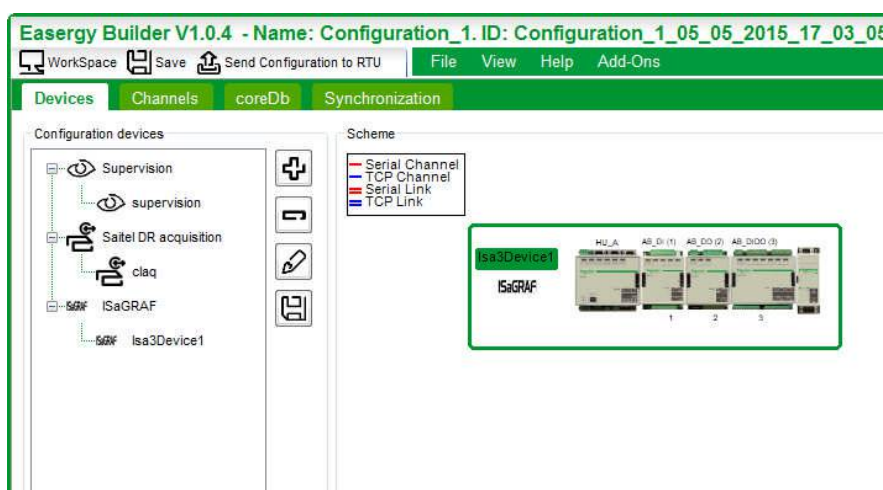 Easergy Builder V1.0.4 - Name: Configuration_1. ID: Configuration_1_05_05_2015_17_03_05
WorkSpace Save Send Configuration to RTU File View Help Add-Ons
Devices Channels coreDb Synchronization
Configuration devices
Supervision
supervision
Saitel DR acquisition
claq
ISaGRAF ISaGRAF
ISaGRAF Isa3Device1
Scheme
Serial Channel
TCP Channel
Serial Link
TCP Link
Isa3Device1
ISaGRAF
HU_A AB_DI (1) AB_DO (2) AB_DIDO (3)
1 2 3